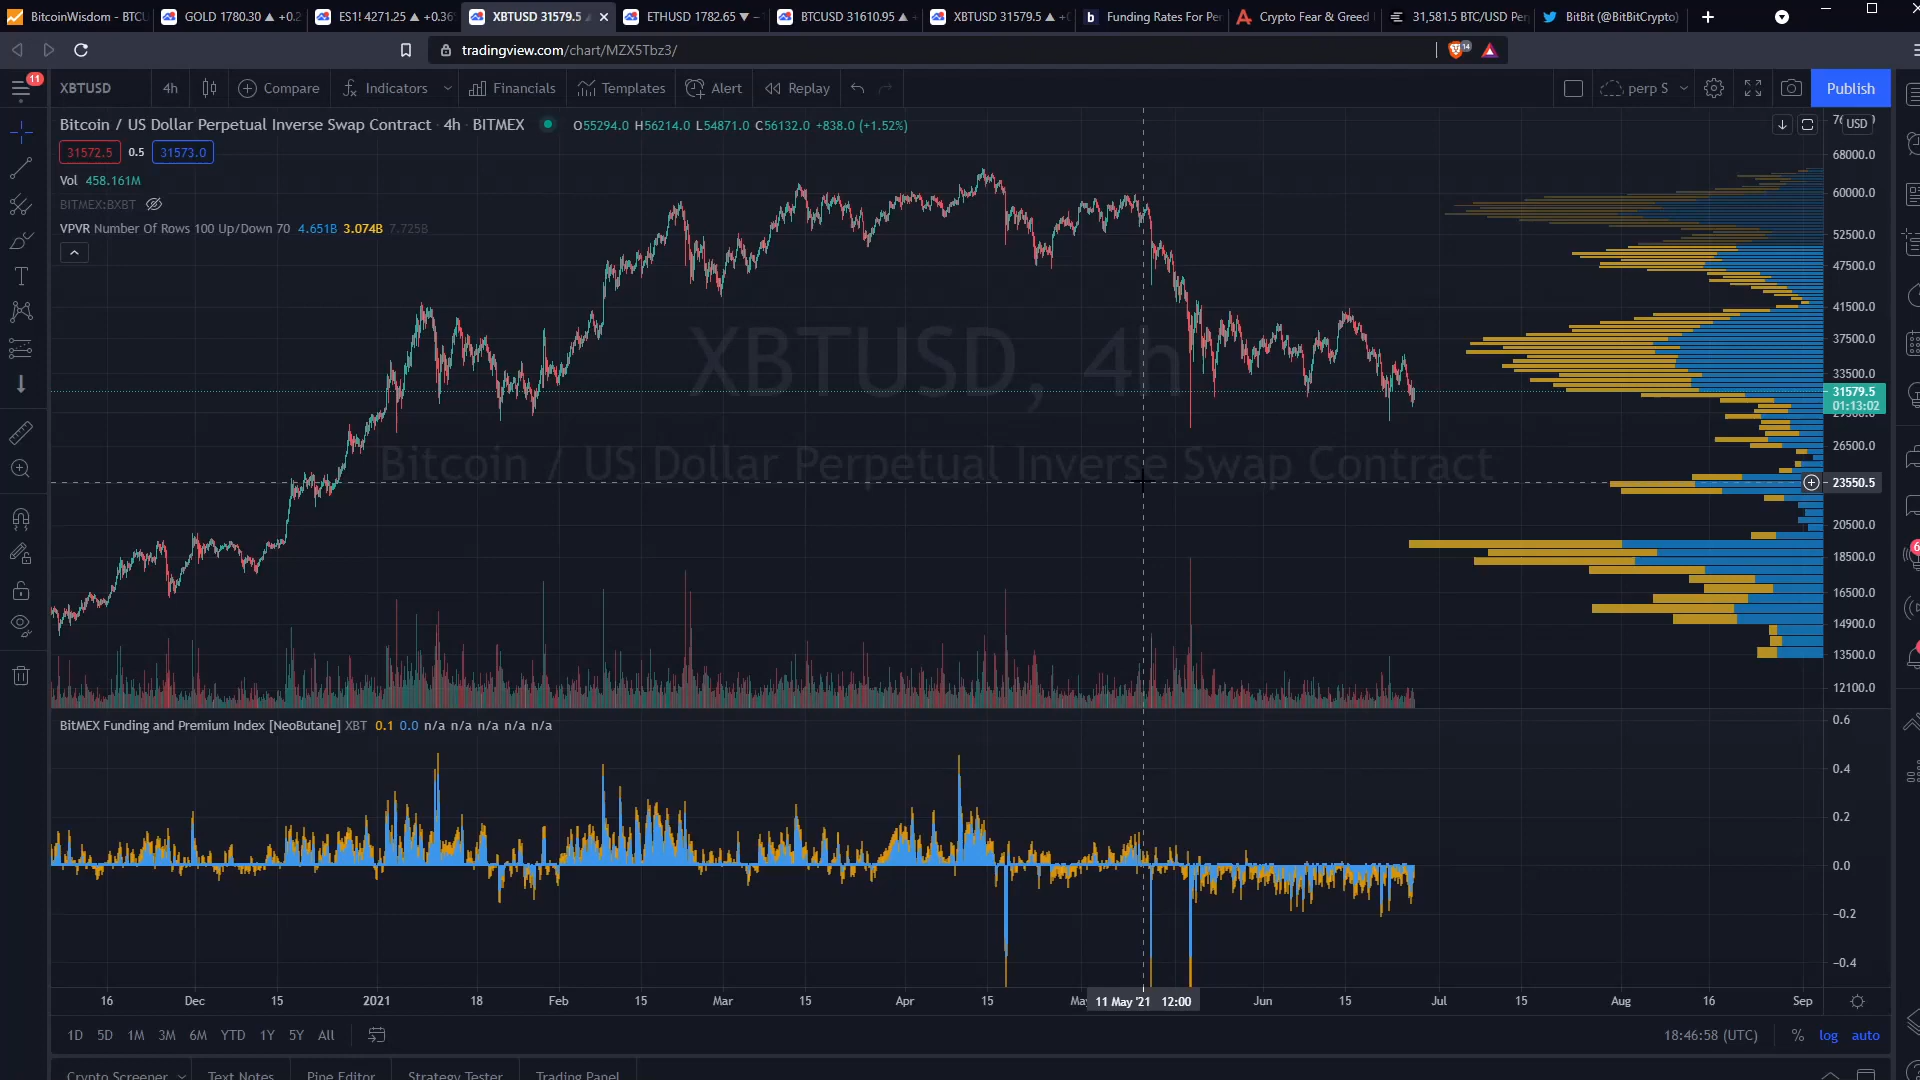 BitcoinWisdom - BTCU
GOLD 1780.30 ▲ +0.2
ES1! 4271.25 ▲ +0.36
XBTUSD 31579.5
ETHUSD 1782.65 ▼ −
BTCUSD 31610.95 ▲ +
XBTUSD 31579.5 ▲ +0
Funding Rates For Per
Crypto Fear & Greed
31,581.5 BTC/USD Per
BitBit (@BitBitCrypto)
tradingview.com/chart/MZX5Tbz3/
14
11
XBTUSD 4h Compare Indicators Financials Templates Alert Replay perp S Publish
Bitcoin / US Dollar Perpetual Inverse Swap Contract · 4h · BITMEX O55294.0 H56214.0 L54871.0 C56132.0 +838.0 (+1.52%)
31572.5 0.5 31573.0
Vol 458.161M
BITMEX:BXBT
VPVR Number Of Rows 100 Up/Down 70 4.651B 3.074B 7.725B
XBTUSD, 4h
Bitcoin / US Dollar Perpetual Inverse Swap Contract
USD
68000.0
60000.0
52500.0
47500.0
41500.0
37500.0
33500.0
31579.5
01:13:02
26500.0
23550.5
20500.0
18500.0
16500.0
14900.0
13500.0
12100.0
BitMEX Funding and Premium Index [NeoButane] XBT 0.1 0.0 n/a n/a n/a n/a n/a
0.6
0.4
0.2
0.0
−0.2
−0.4
16 Dec 15 2021 18 Feb 15 Mar 15 Apr 15 May 11 May '21 12:00 Jun 15 Jul 15 Aug 16 Sep
1D 5D 1M 3M 6M YTD 1Y 5Y All 18:46:58 (UTC) % log auto
Crypto Screener Text Notes Pine Editor Strategy Tester Trading Panel